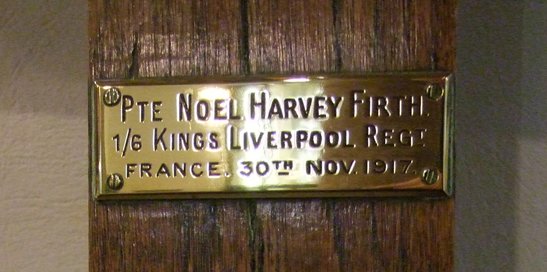 PTE NOEL HARVEY FIRTH.
1/6 KINGS LIVERPOOL REGT
FRANCE. 30TH NOV. 1917.